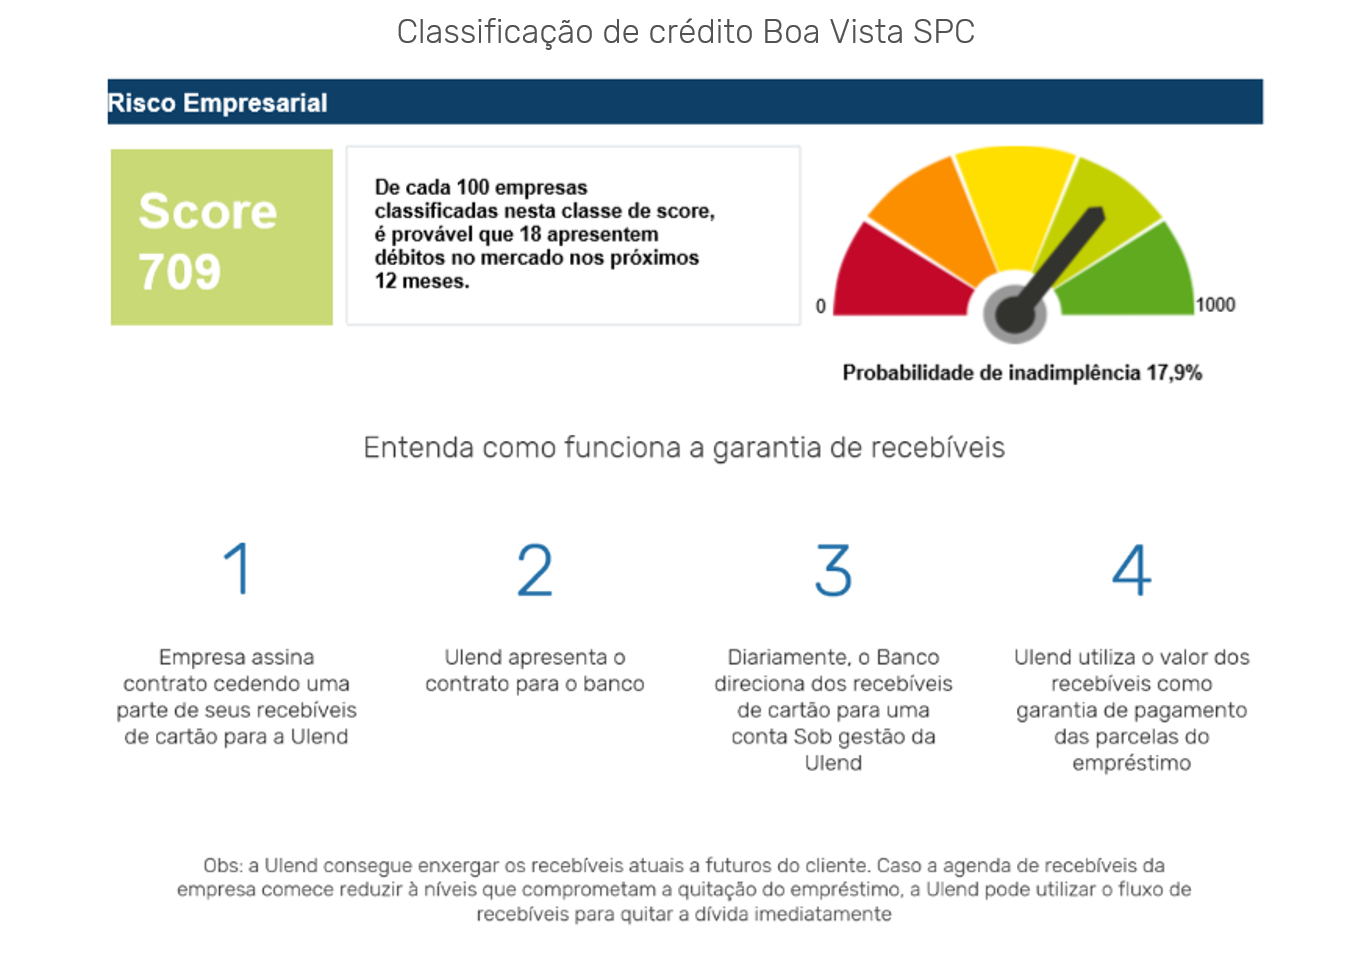 Classificação de crédito Boa Vista SPC
Risco Empresarial
Score
709
De cada 100 empresas
classificadas nesta classe de score,
é provável que 18 apresentem
débitos no mercado nos próximos
12 meses.
0
1000
Probabilidade de inadimplência 17,9%
Entenda como funciona a garantia de recebíveis
1
Empresa assina
contrato cedendo uma
parte de seus recebíveis
de cartão para a Ulend
2
Ulend apresenta o
contrato para o banco
3
Diariamente, o Banco
direciona dos recebíveis
de cartão para uma
conta Sob gestão da
Ulend
4
Ulend utiliza o valor dos
recebíveis como
garantia de pagamento
das parcelas do
empréstimo
Obs: a Ulend consegue enxergar os recebíveis atuais a futuros do cliente. Caso a agenda de recebíveis da
empresa comece reduzir à níveis que comprometam a quitação do empréstimo, a Ulend pode utilizar o fluxo de
recebíveis para quitar a dívida imediatamente